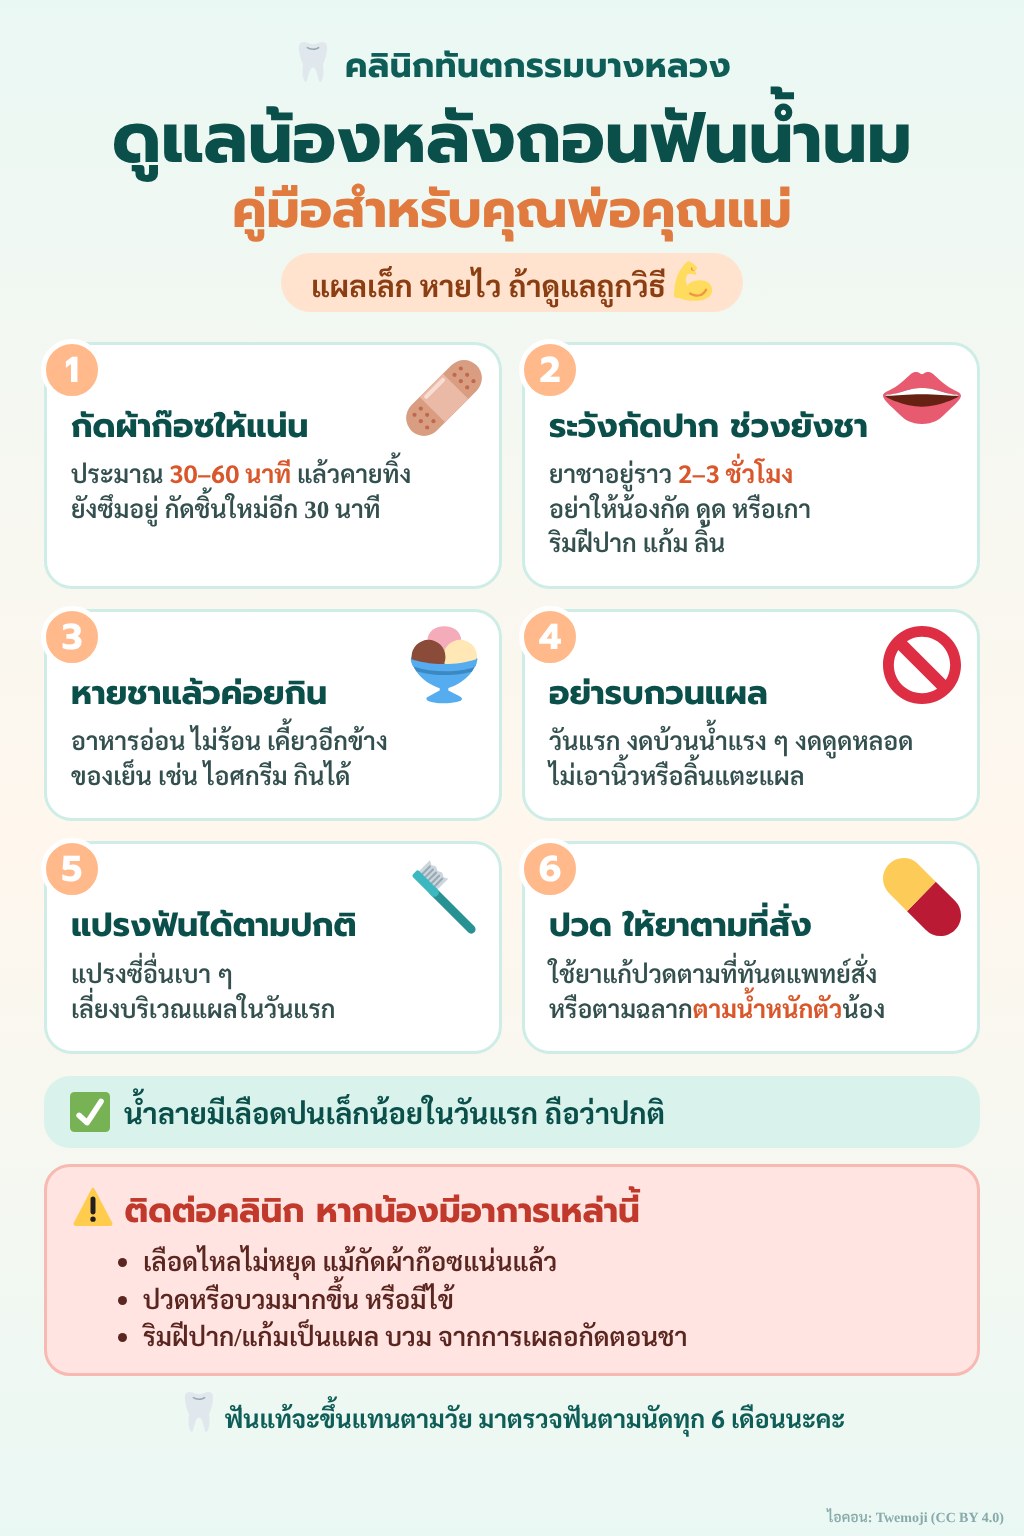 คลินิกทันตกรรมบางหลวง
ดูแลน้องหลังถอนฟันน้ำนม
คู่มือสำหรับคุณพ่อคุณแม่
แผลเล็ก หายไว ถ้าดูแลถูกวิธี
1
กัดผ้าก๊อซให้แน่น
ประมาณ 30–60 นาที แล้วคายทิ้ง
ยังซึมอยู่ กัดชิ้นใหม่อีก 30 นาที
2
ระวังกัดปาก ช่วงยังชา
ยาชาอยู่ราว 2–3 ชั่วโมง
อย่าให้น้องกัด ดูด หรือเกา
ริมฝีปาก แก้ม ลิ้น
3
หายชาแล้วค่อยกิน
อาหารอ่อน ไม่ร้อน เคี้ยวอีกข้าง
ของเย็น เช่น ไอศกรีม กินได้
4
อย่ารบกวนแผล
วันแรก งดบ้วนน้ำแรง ๆ งดดูดหลอด
ไม่เอานิ้วหรือลิ้นแตะแผล
5
แปรงฟันได้ตามปกติ
แปรงซี่อื่นเบา ๆ
เลี่ยงบริเวณแผลในวันแรก
6
ปวด ให้ยาตามที่สั่ง
ใช้ยาแก้ปวดตามที่ทันตแพทย์สั่ง
หรือตามฉลากตามน้ำหนักตัวน้อง
น้ำลายมีเลือดปนเล็กน้อยในวันแรก ถือว่าปกติ
ติดต่อคลินิก หากน้องมีอาการเหล่านี้
• เลือดไหลไม่หยุด แม้กัดผ้าก๊อซแน่นแล้ว
• ปวดหรือบวมมากขึ้น หรือมีไข้
• ริมฝีปาก/แก้มเป็นแผล บวม จากการเผลอกัดตอนชา
ฟันแท้จะขึ้นแทนตามวัย มาตรวจฟันตามนัดทุก 6 เดือนนะคะ
ไอคอน: Twemoji (CC BY 4.0)